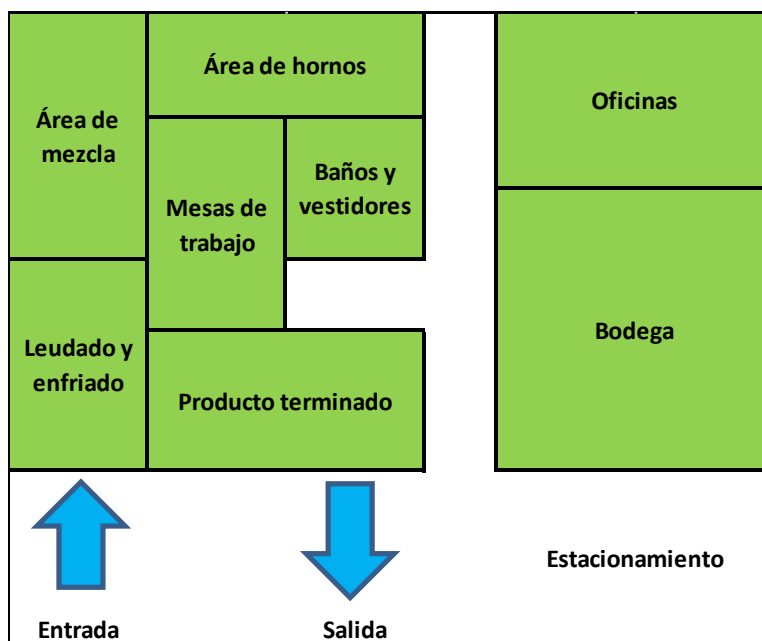 Área de hornos
Oficinas
Área de
mezcla
Baños y
vestidores
Mesas de
trabajo
Leudado y
enfriado
Bodega
Producto terminado
Estacionamiento
Entrada
Salida